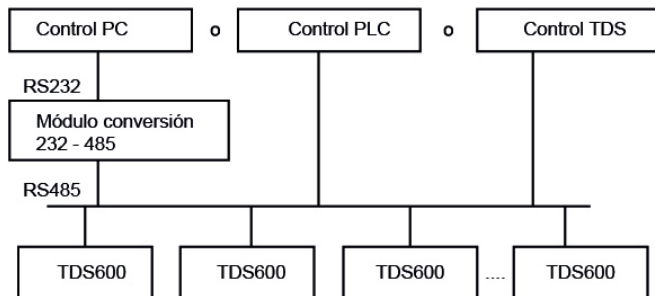 Control PC o Control PLC o Control TDS
RS232
Módulo conversión
232 - 485
RS485
TDS600 TDS600 TDS600 .... TDS600